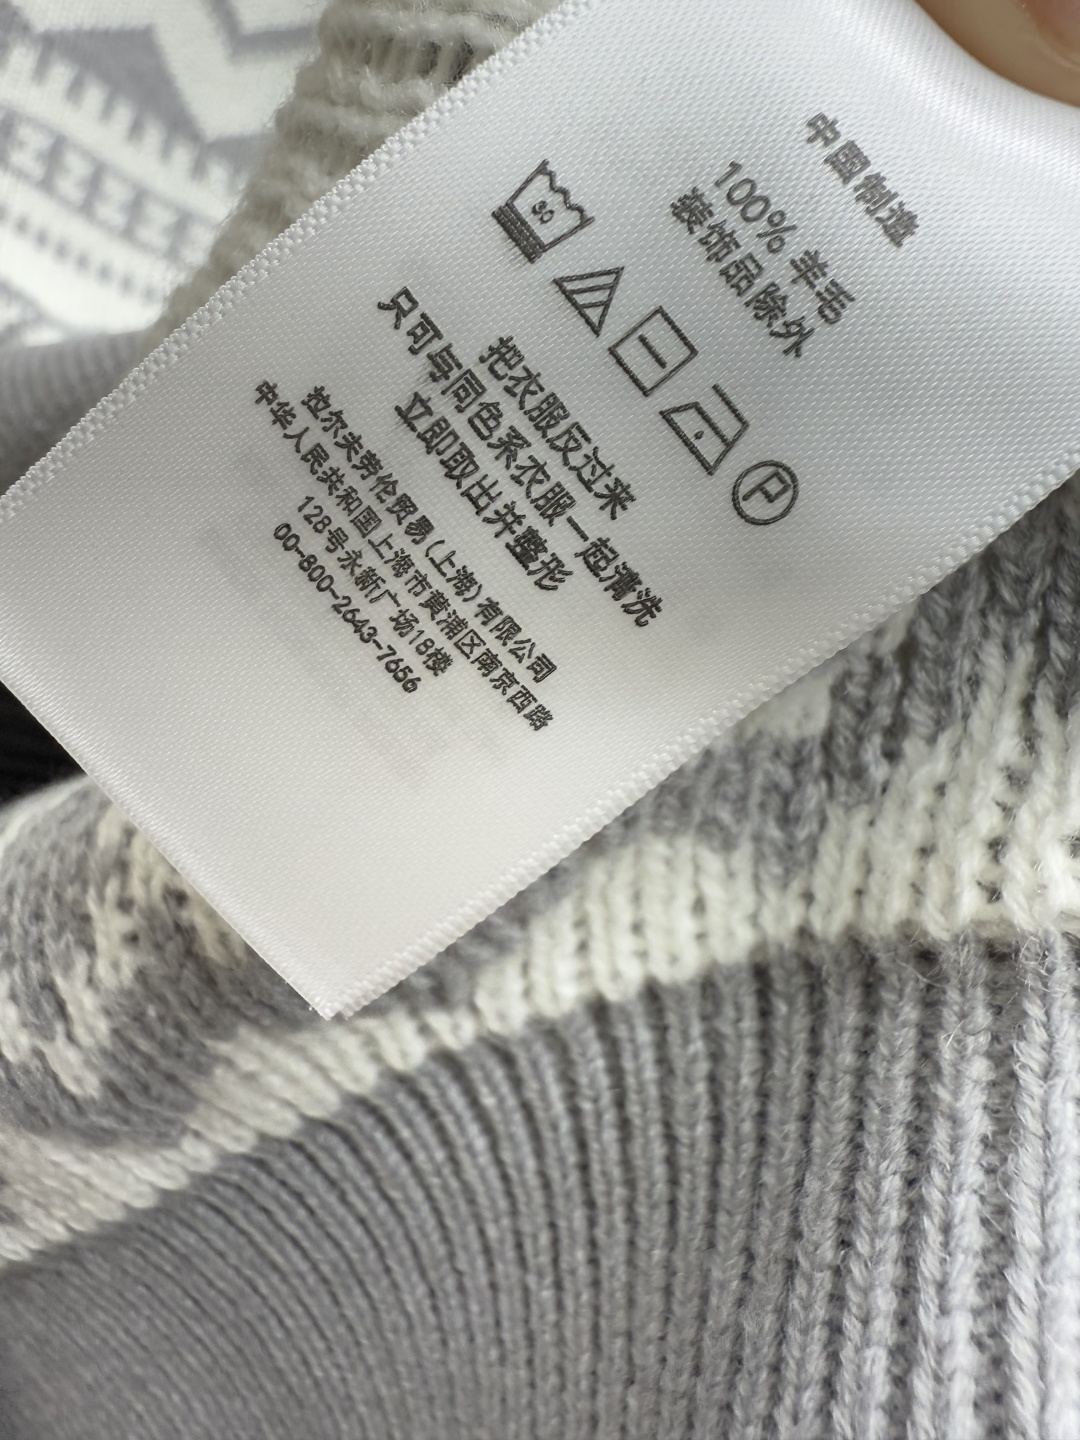 中国制造
100% 羊毛
装饰品除外
30
P
把衣服反过来
只可与同色系衣服一起清洗
立即取出并整形
拉尔夫劳伦贸易(上海)有限公司
中华人民共和国上海市黄浦区南京西路
128号永新广场18楼
00-800-2643-7656